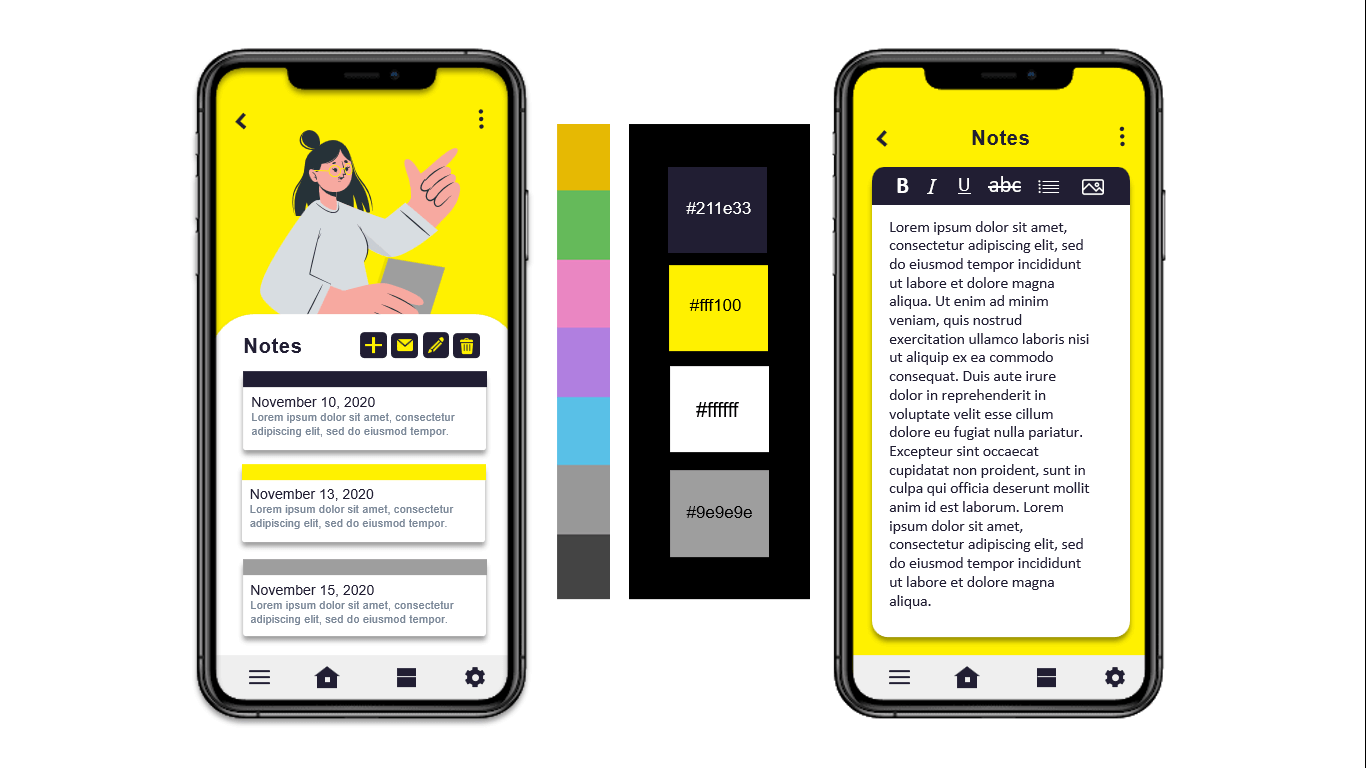 Notes
November 10, 2020
Lorem ipsum dolor sit amet, consectetur
adipiscing elit, sed do eiusmod tempor.
November 13, 2020
Lorem ipsum dolor sit amet, consectetur
adipiscing elit, sed do eiusmod tempor.
November 15, 2020
Lorem ipsum dolor sit amet, consectetur
adipiscing elit, sed do eiusmod tempor.
#211e33
#fff100
#ffffff
#9e9e9e
Notes
B I U abc
Lorem ipsum dolor sit amet,
consectetur adipiscing elit, sed
do eiusmod tempor incididunt
ut labore et dolore magna
aliqua. Ut enim ad minim
veniam, quis nostrud
exercitation ullamco laboris nisi
ut aliquip ex ea commodo
consequat. Duis aute irure
dolor in reprehenderit in
voluptate velit esse cillum
dolore eu fugiat nulla pariatur.
Excepteur sint occaecat
cupidatat non proident, sunt in
culpa qui officia deserunt mollit
anim id est laborum. Lorem
ipsum dolor sit amet,
consectetur adipiscing elit, sed
do eiusmod tempor incididunt
ut labore et dolore magna
aliqua.